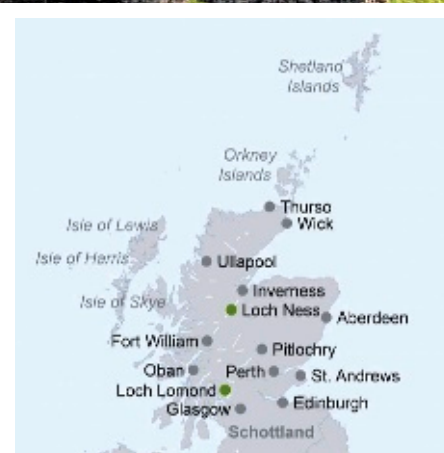 Shetland
Islands
Orkney
Islands
Thurso
Wick
Isle of Lewis
Isle of Harris
Ullapool
Inverness
Isle of Skye
Loch Ness
Aberdeen
Fort William
Pitlochry
Oban
Perth
St. Andrews
Loch Lomond
Edinburgh
Glasgow
Schottland